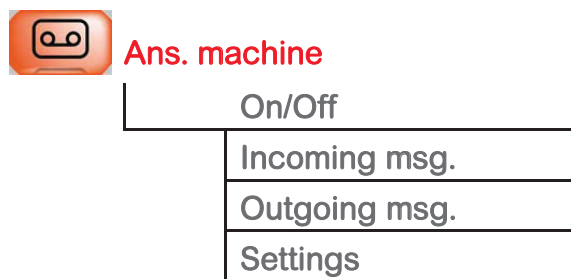 Ans. machine
On/Off
Incoming msg.
Outgoing msg.
Settings